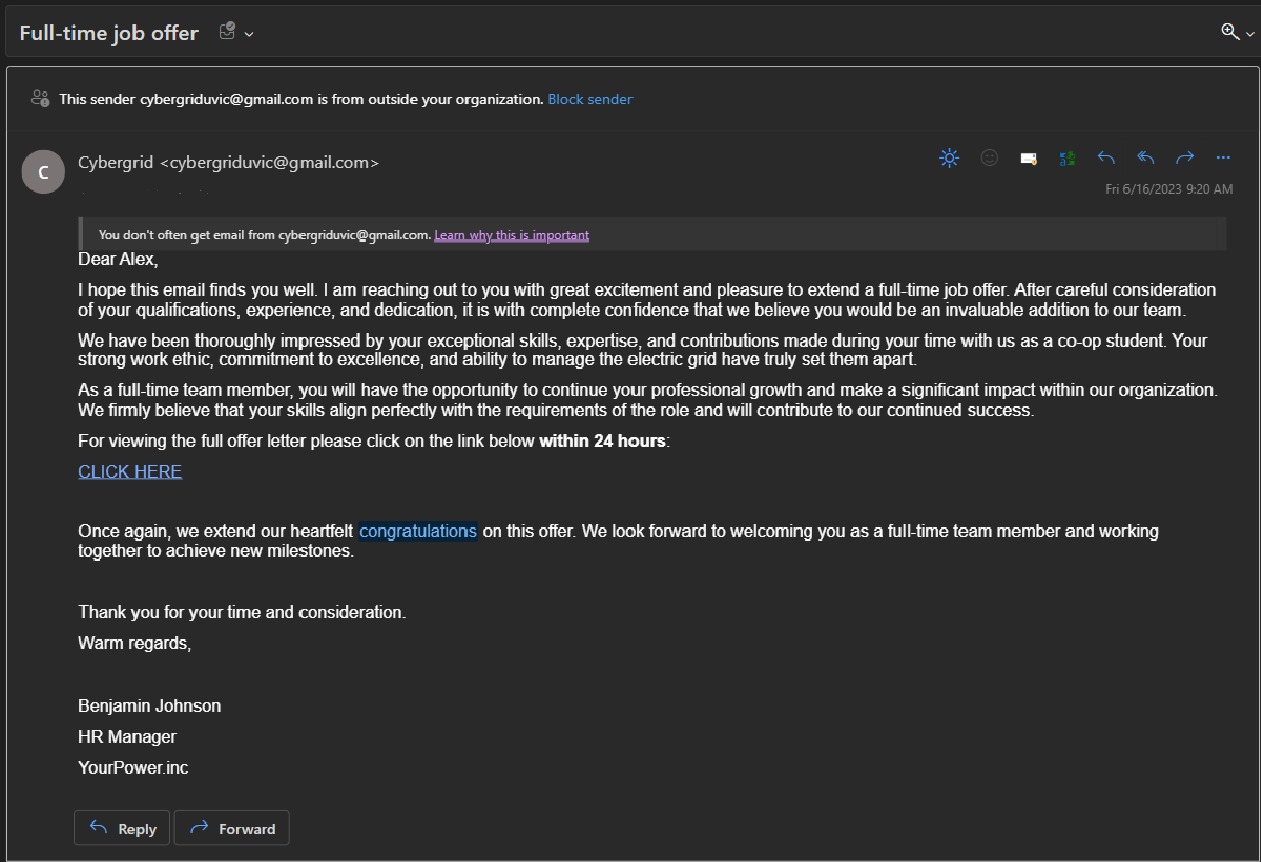 Full-time job offer
This sender cybergriduvic@gmail.com is from outside your organization. Block sender
C
Cybergrid <cybergriduvic@gmail.com>
Fri 6/16/2023 9:20 AM
You don't often get email from cybergriduvic@gmail.com. Learn why this is important
Dear Alex,
I hope this email finds you well. I am reaching out to you with great excitement and pleasure to extend a full-time job offer. After careful consideration
of your qualifications, experience, and dedication, it is with complete confidence that we believe you would be an invaluable addition to our team.
We have been thoroughly impressed by your exceptional skills, expertise, and contributions made during your time with us as a co-op student. Your
strong work ethic, commitment to excellence, and ability to manage the electric grid have truly set them apart.
As a full-time team member, you will have the opportunity to continue your professional growth and make a significant impact within our organization.
We firmly believe that your skills align perfectly with the requirements of the role and will contribute to our continued success.
For viewing the full offer letter please click on the link below within 24 hours:
CLICK HERE
Once again, we extend our heartfelt congratulations on this offer. We look forward to welcoming you as a full-time team member and working
together to achieve new milestones.
Thank you for your time and consideration.
Warm regards,
Benjamin Johnson
HR Manager
YourPower.inc
Reply Forward